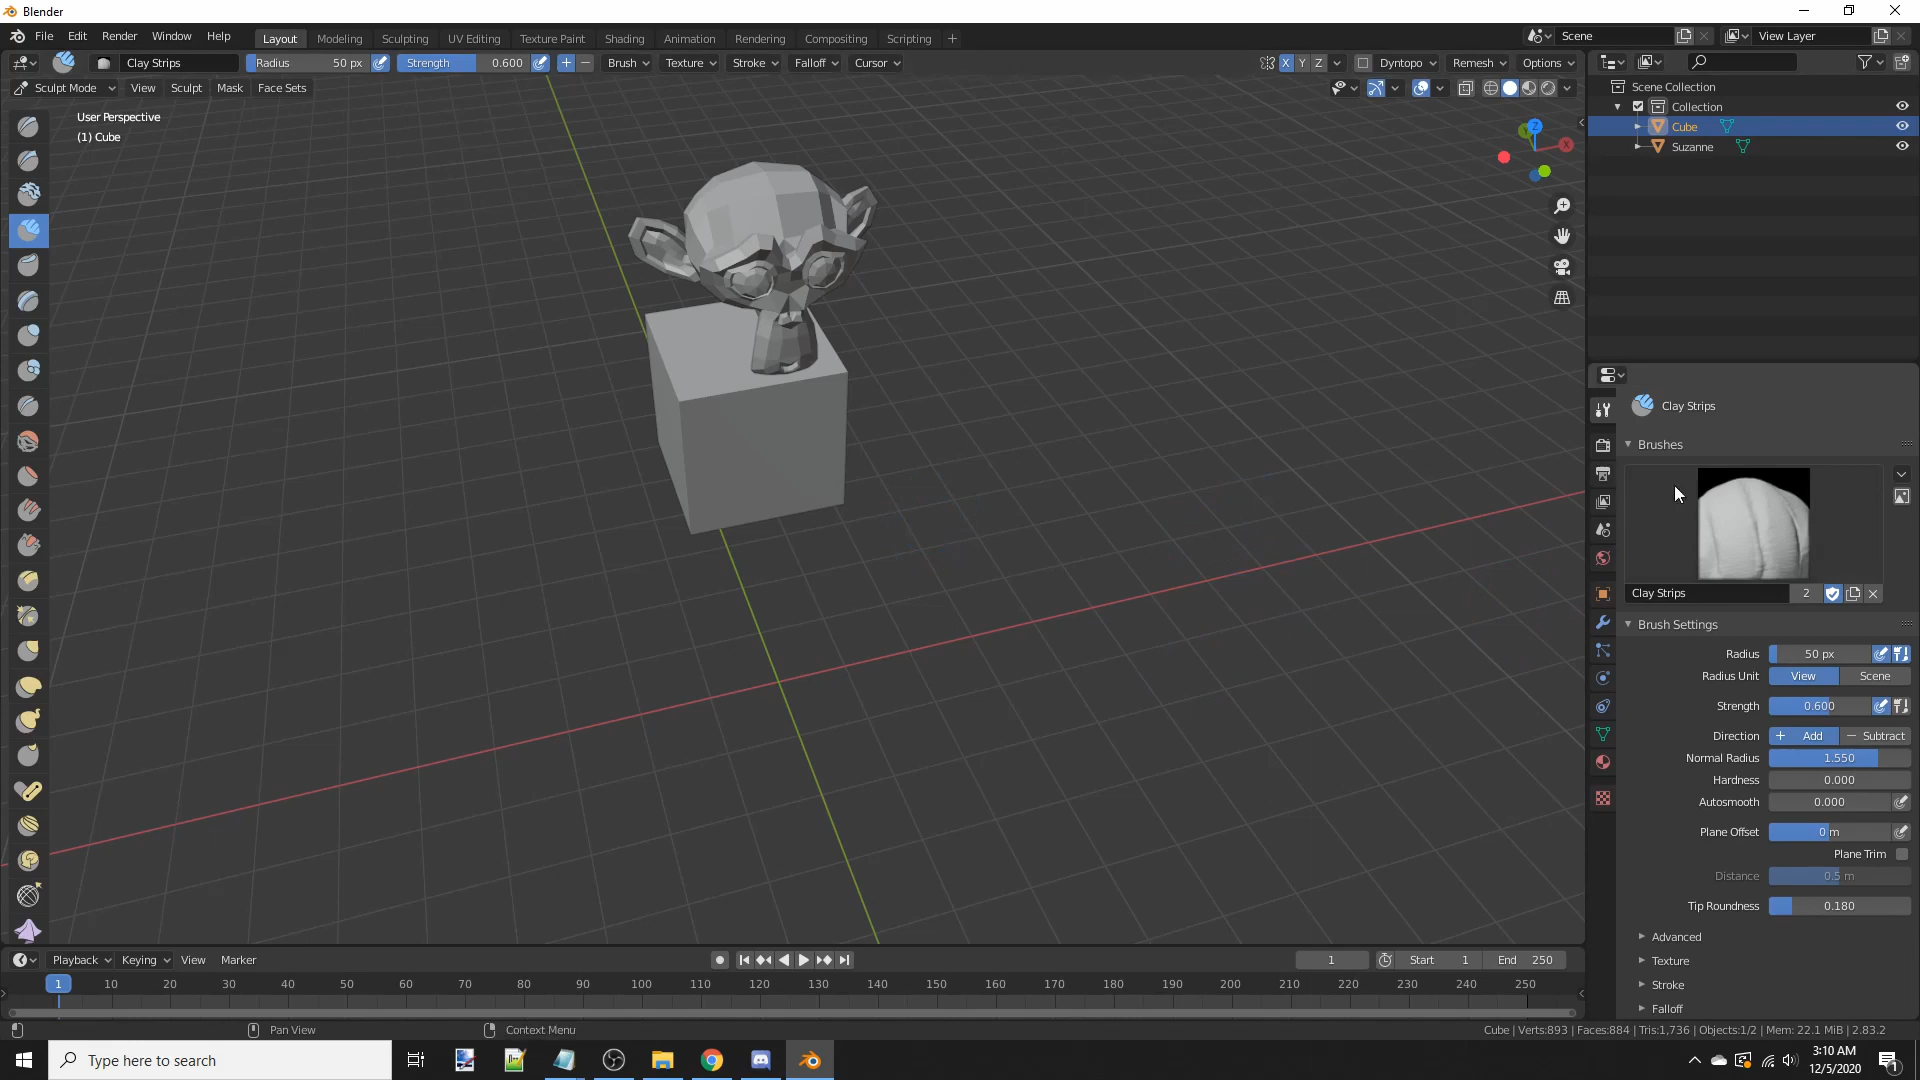 Blender
File Edit Render Window Help Layout Modeling Sculpting UV Editing Texture Paint Shading Animation Rendering Compositing Scripting + Scene View Layer
Clay Strips Radius 50 px Strength 0.600 + − Brush Texture Stroke Falloff Cursor X Y Z Dyntopo Remesh Options
Sculpt Mode View Sculpt Mask Face Sets
User Perspective
(1) Cube
Z
X
Y
Scene Collection
Collection
Cube
Suzanne
Clay Strips
Brushes
Clay Strips 2
Brush Settings
Radius 50 px
Radius Unit View Scene
Strength 0.600
Direction + Add − Subtract
Normal Radius 1.550
Hardness 0.000
Autosmooth 0.000
Plane Offset 0 m
Plane Trim
Distance 0.5 m
Tip Roundness 0.180
Advanced
Texture
Stroke
Falloff
Playback Keying View Marker 1 Start 1 End 250
1 10 20 30 40 50 60 70 80 90 100 110 120 130 140 150 160 170 180 190 200 210 220 230 240 250
Pan View Context Menu Cube | Verts:893 | Faces:884 | Tris:1,736 | Objects:1/2 | Mem: 22.1 MiB | 2.83.2
Type here to search
3:10 AM
12/5/2020
1